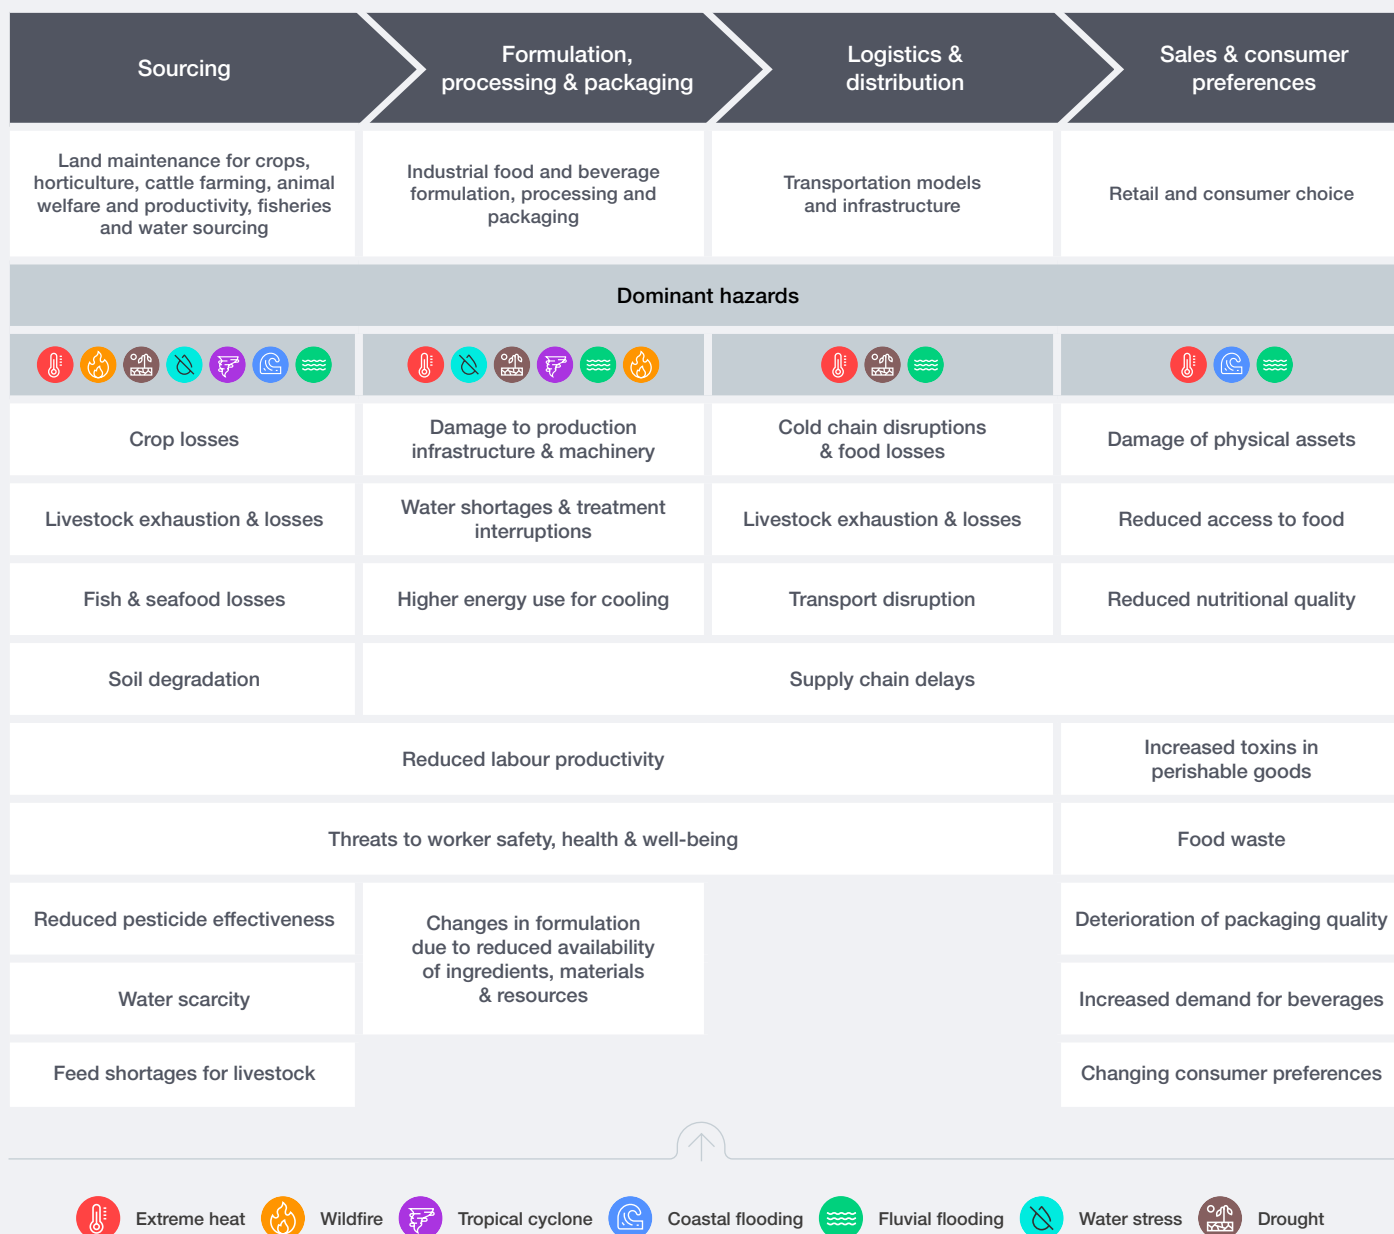 Sourcing
Formulation,
processing & packaging
Logistics &
distribution
Sales & consumer
preferences
Land maintenance for crops,
horticulture, cattle farming, animal
welfare and productivity, fisheries
and water sourcing
Industrial food and beverage
formulation, processing and
packaging
Transportation models
and infrastructure
Retail and consumer choice
Dominant hazards
Crop losses
Damage to production
infrastructure & machinery
Cold chain disruptions
& food losses
Damage of physical assets
Livestock exhaustion & losses
Water shortages & treatment
interruptions
Livestock exhaustion & losses
Reduced access to food
Fish & seafood losses
Higher energy use for cooling
Transport disruption
Reduced nutritional quality
Soil degradation
Supply chain delays
Reduced labour productivity
Increased toxins in
perishable goods
Threats to worker safety, health & well-being
Food waste
Reduced pesticide effectiveness
Changes in formulation
due to reduced availability
of ingredients, materials
& resources
Deterioration of packaging quality
Water scarcity
Increased demand for beverages
Feed shortages for livestock
Changing consumer preferences
Extreme heat
Wildfire
Tropical cyclone
Coastal flooding
Fluvial flooding
Water stress
Drought